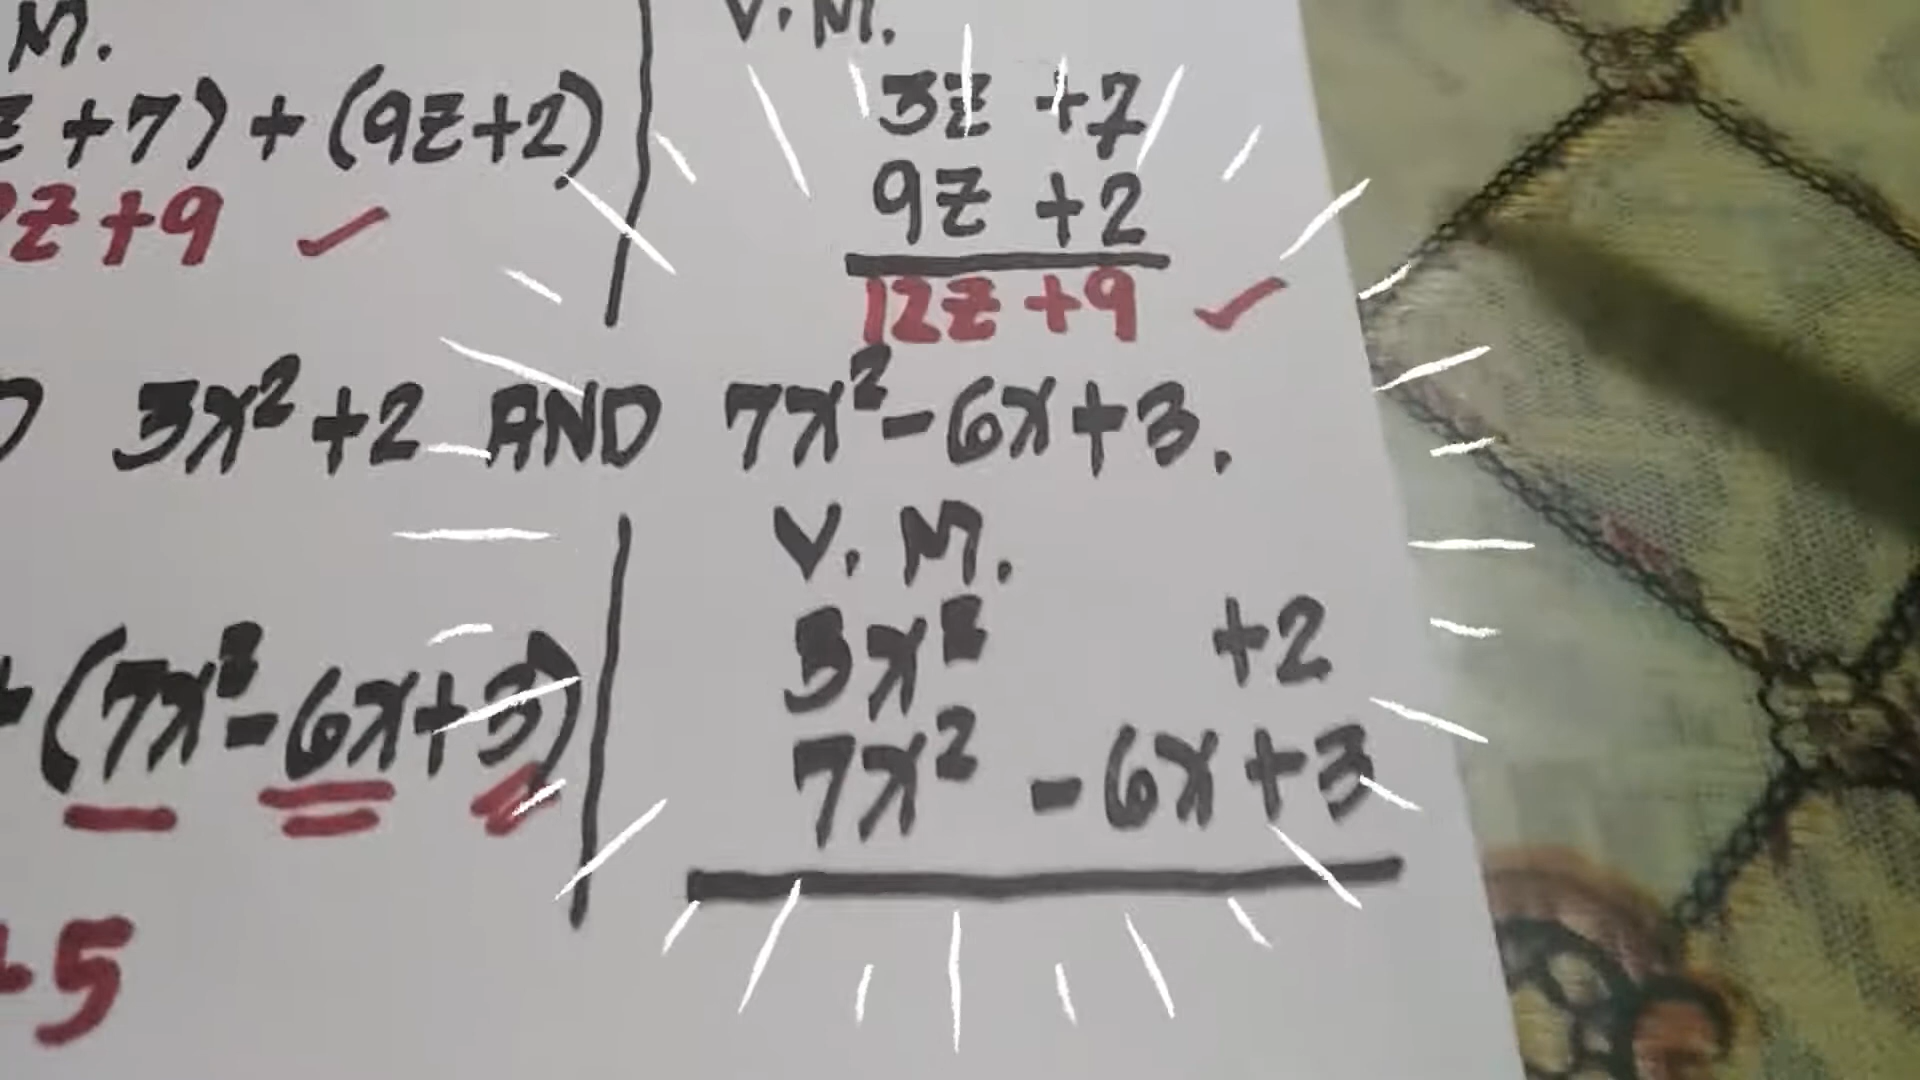 M.
z +7) + (9z+2)
2z +9 ✓
V. M.
3z +7
9z +2
12z +9 ✓
D 3x² +2 AND 7x² - 6x + 3.
+ (7x² - 6x + 3)
+5
V. M.
3x² +2
7x² - 6x + 3